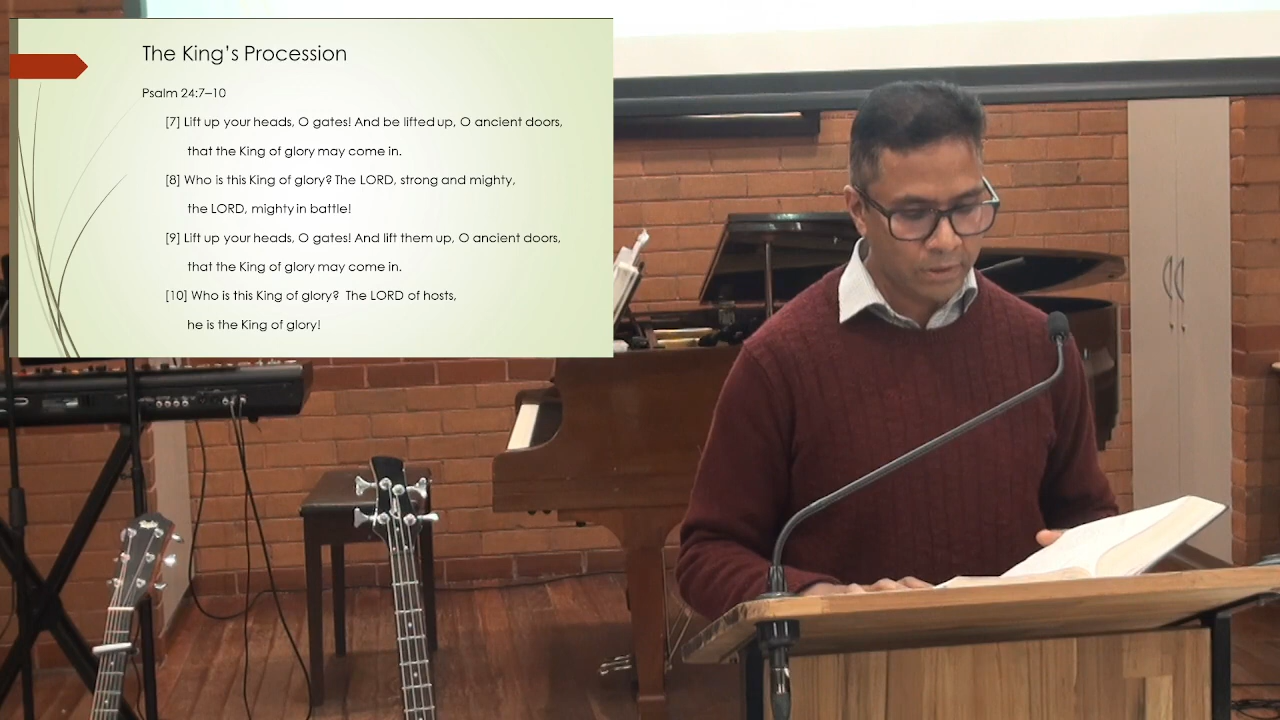 The King's Procession
Psalm 24:7–10
[7] Lift up your heads, O gates! And be lifted up, O ancient doors,
that the King of glory may come in.
[8] Who is this King of glory? The LORD, strong and mighty,
the LORD, mighty in battle!
[9] Lift up your heads, O gates! And lift them up, O ancient doors,
that the King of glory may come in.
[10] Who is this King of glory?  The LORD of hosts,
he is the King of glory!